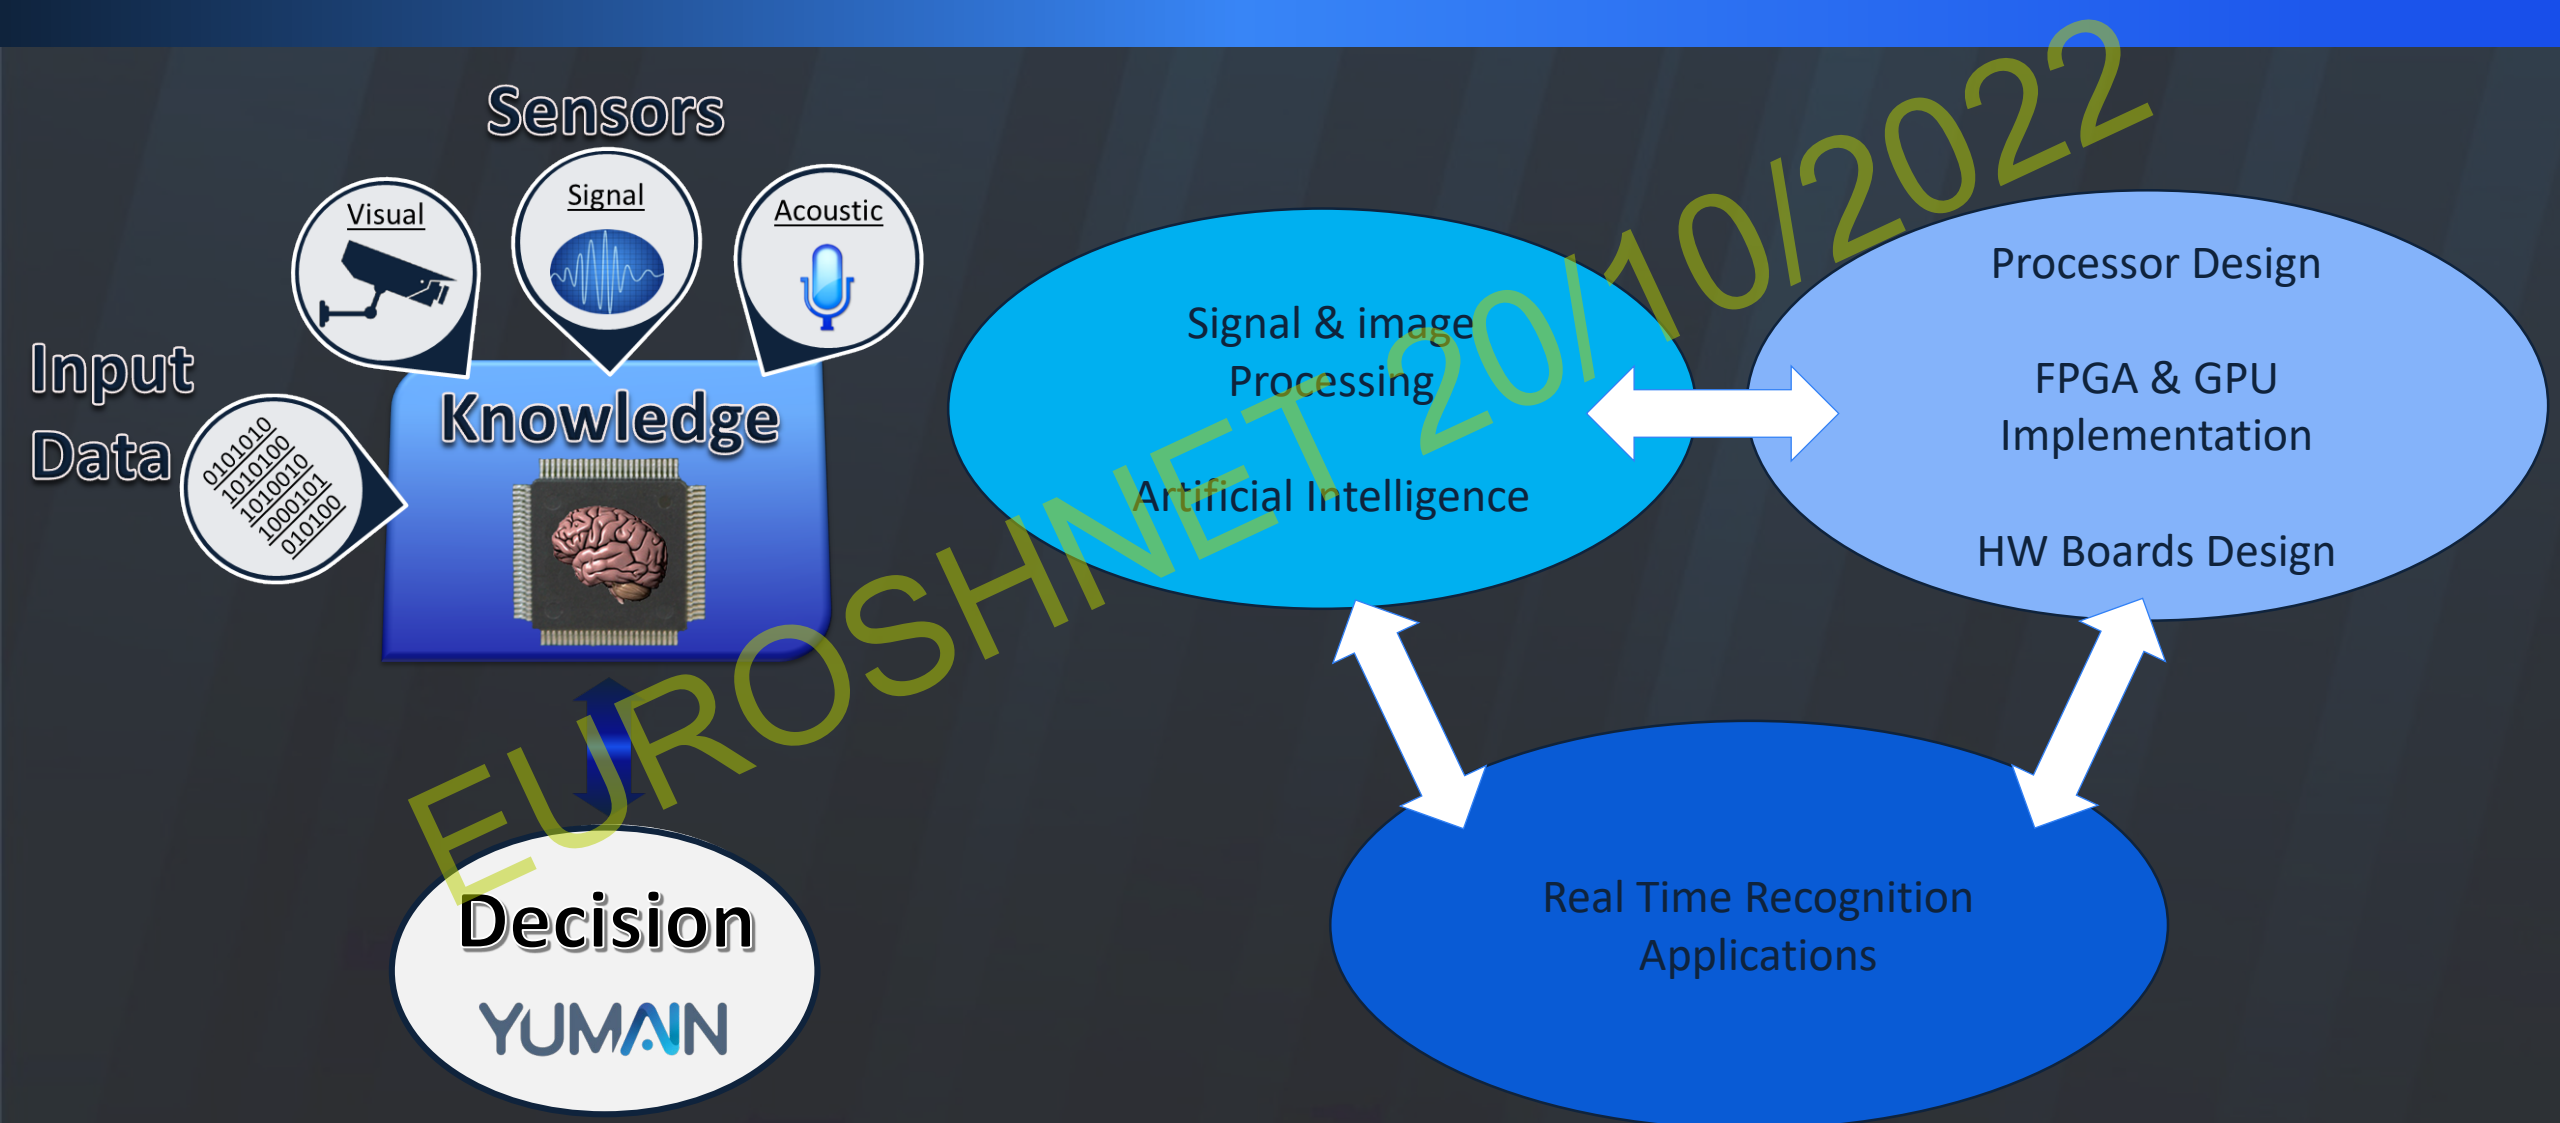 Sensors
Visual
Signal
Acoustic
Input
Data
0101010
1010100
1010010
1000101
010100
Knowledge
Decision
YUMAIN
Signal & image
Processing
Artificial Intelligence
Processor Design
FPGA & GPU
Implementation
HW Boards Design
Real Time Recognition
Applications
EUROSHNET 20/10/2022